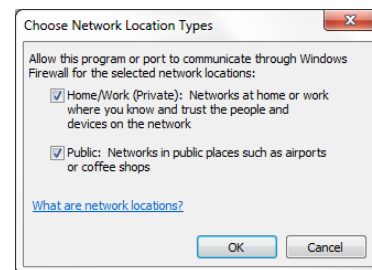 Choose Network Location Types
Allow this program or port to communicate through Windows
Firewall for the selected network locations:
Home/Work (Private): Networks at home or work
where you know and trust the people and
devices on the network
Public: Networks in public places such as airports
or coffee shops
What are network locations?
OK Cancel